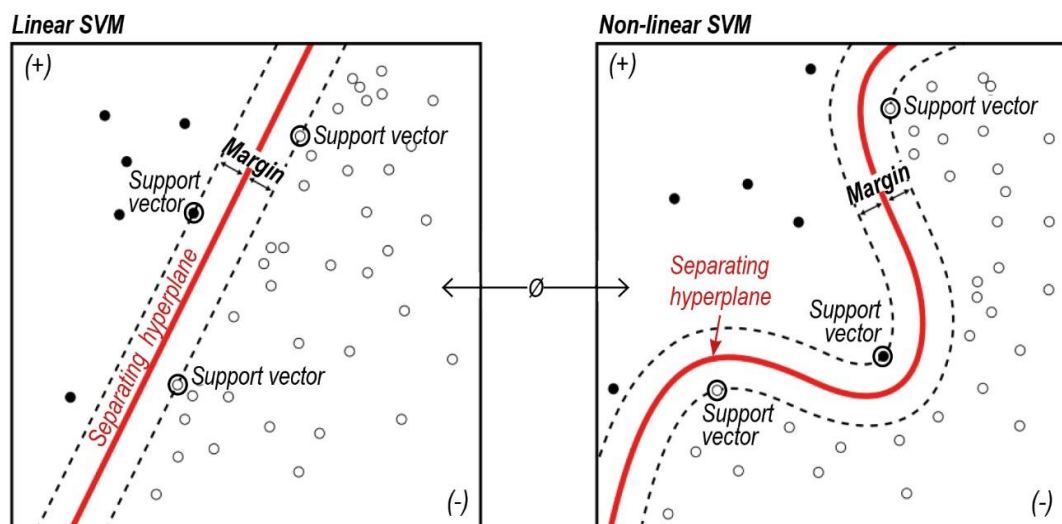 Linear SVM
(+)
Support vector
Margin
Support
vector
Separating hyperplane
Support vector
(-)
Ø
Non-linear SVM
(+)
Support vector
Margin
Separating
hyperplane
Support
vector
Support
vector
(-)